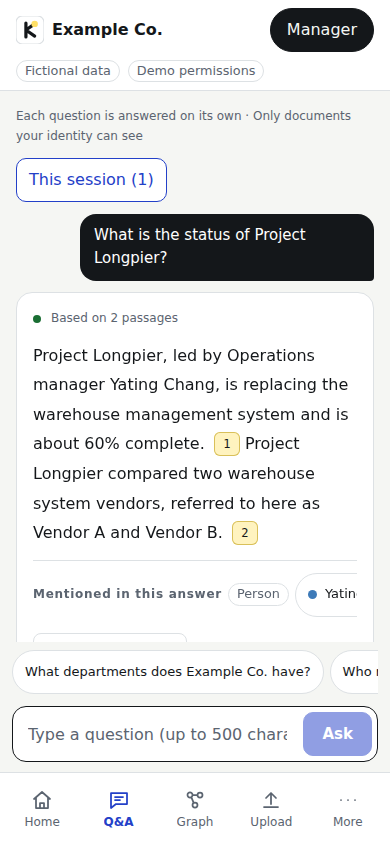 Example Co.
Manager
Fictional data
Demo permissions
Each question is answered on its own · Only documents
your identity can see
This session (1)
What is the status of Project
Longpier?
Based on 2 passages
Project Longpier, led by Operations
manager Yating Chang, is replacing the
warehouse management system and is
about 60% complete. 1 Project
Longpier compared two warehouse
system vendors, referred to here as
Vendor A and Vendor B. 2
Mentioned in this answer Person
What departments does Example Co. have?
Who
Type a question (up to 500
Ask
Home
Q&A
Graph
Upload
More